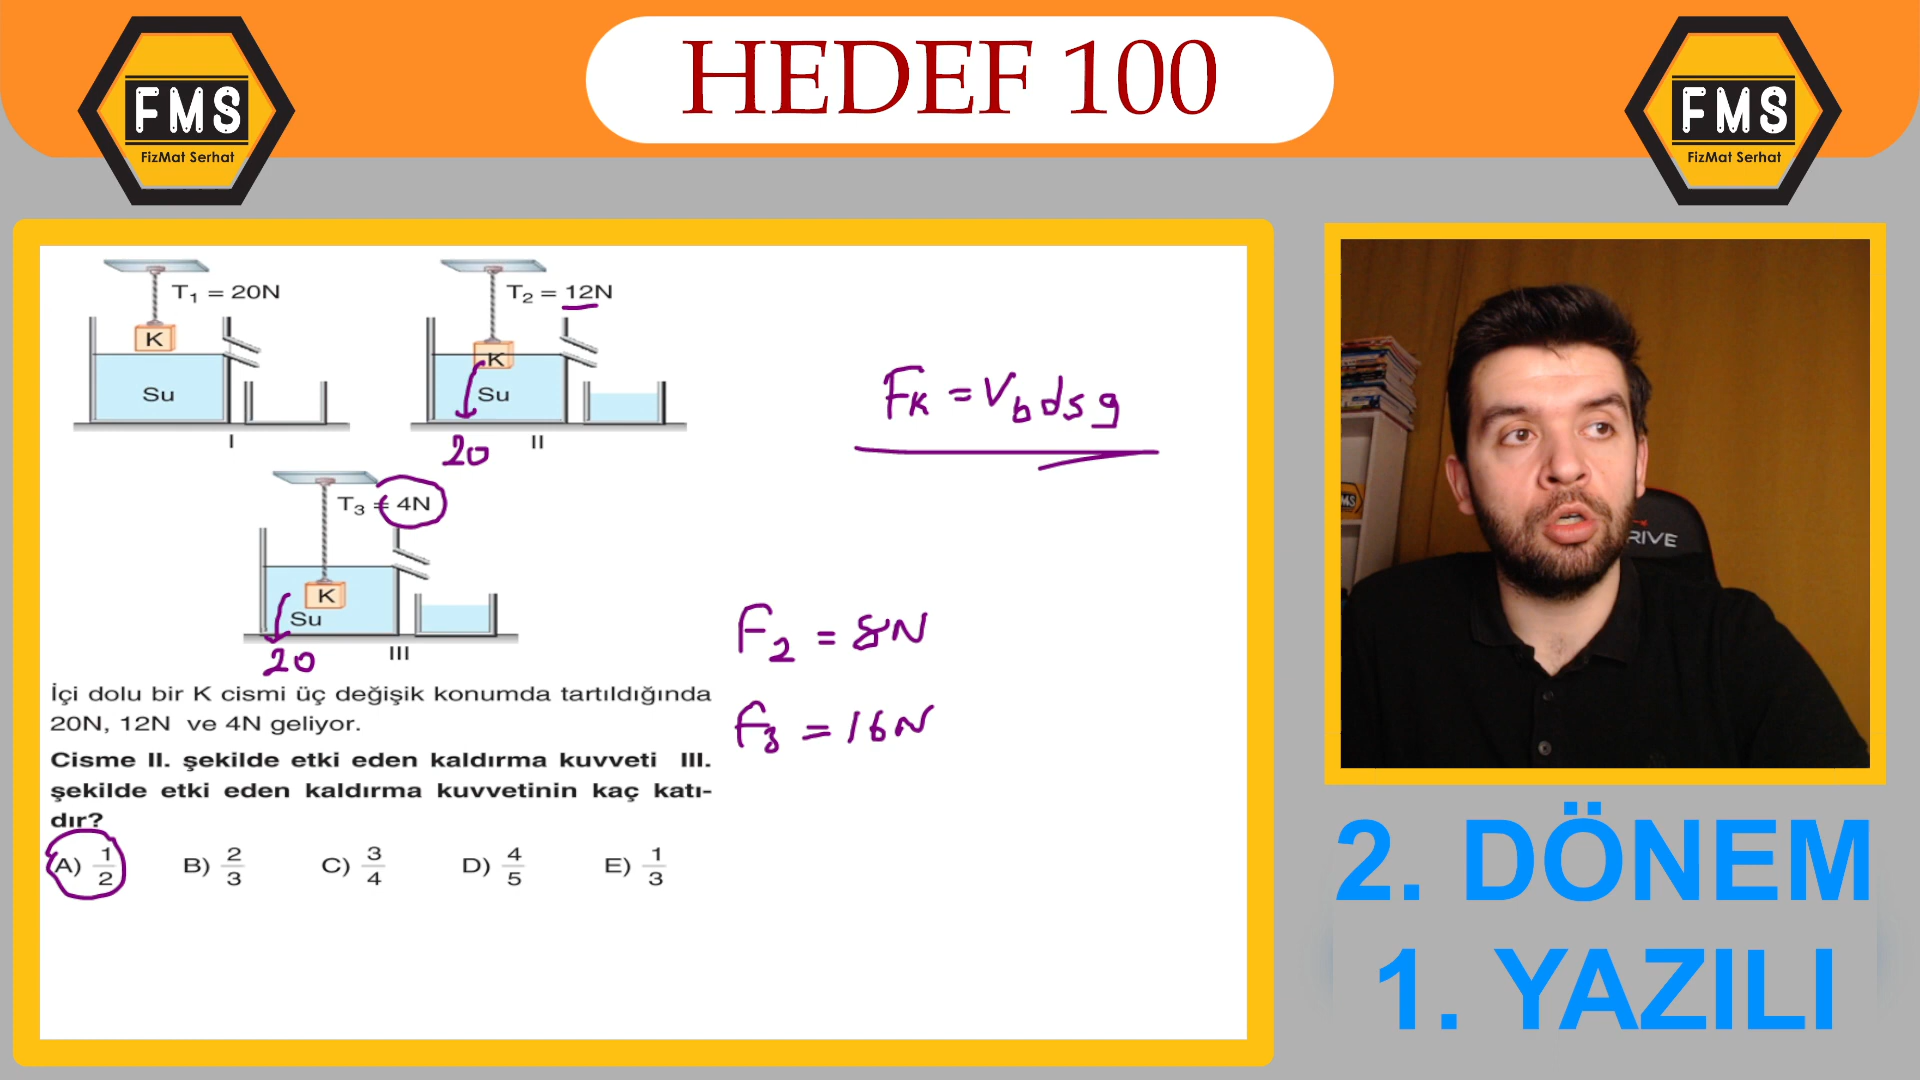 HEDEF 100
FMS
FizMat Serhat
FMS
FizMat Serhat
T1 = 20N
K
Su
I
T2 = 12N
K
Su
20
II
T3 = 4N
K
Su
20
III
FK = Vb ds g
F2 = 8N
F3 = 16N
İçi dolu bir K cismi üç değişik konumda tartıldığında
20N, 12N ve 4N geliyor.
Cisme II. şekilde etki eden kaldırma kuvveti III.
şekilde etki eden kaldırma kuvvetinin kaç katı-
dır?
A) 1/2 B) 2/3 C) 3/4 D) 4/5 E) 1/3
RIVE
MS
2. DÖNEM
1. YAZILI